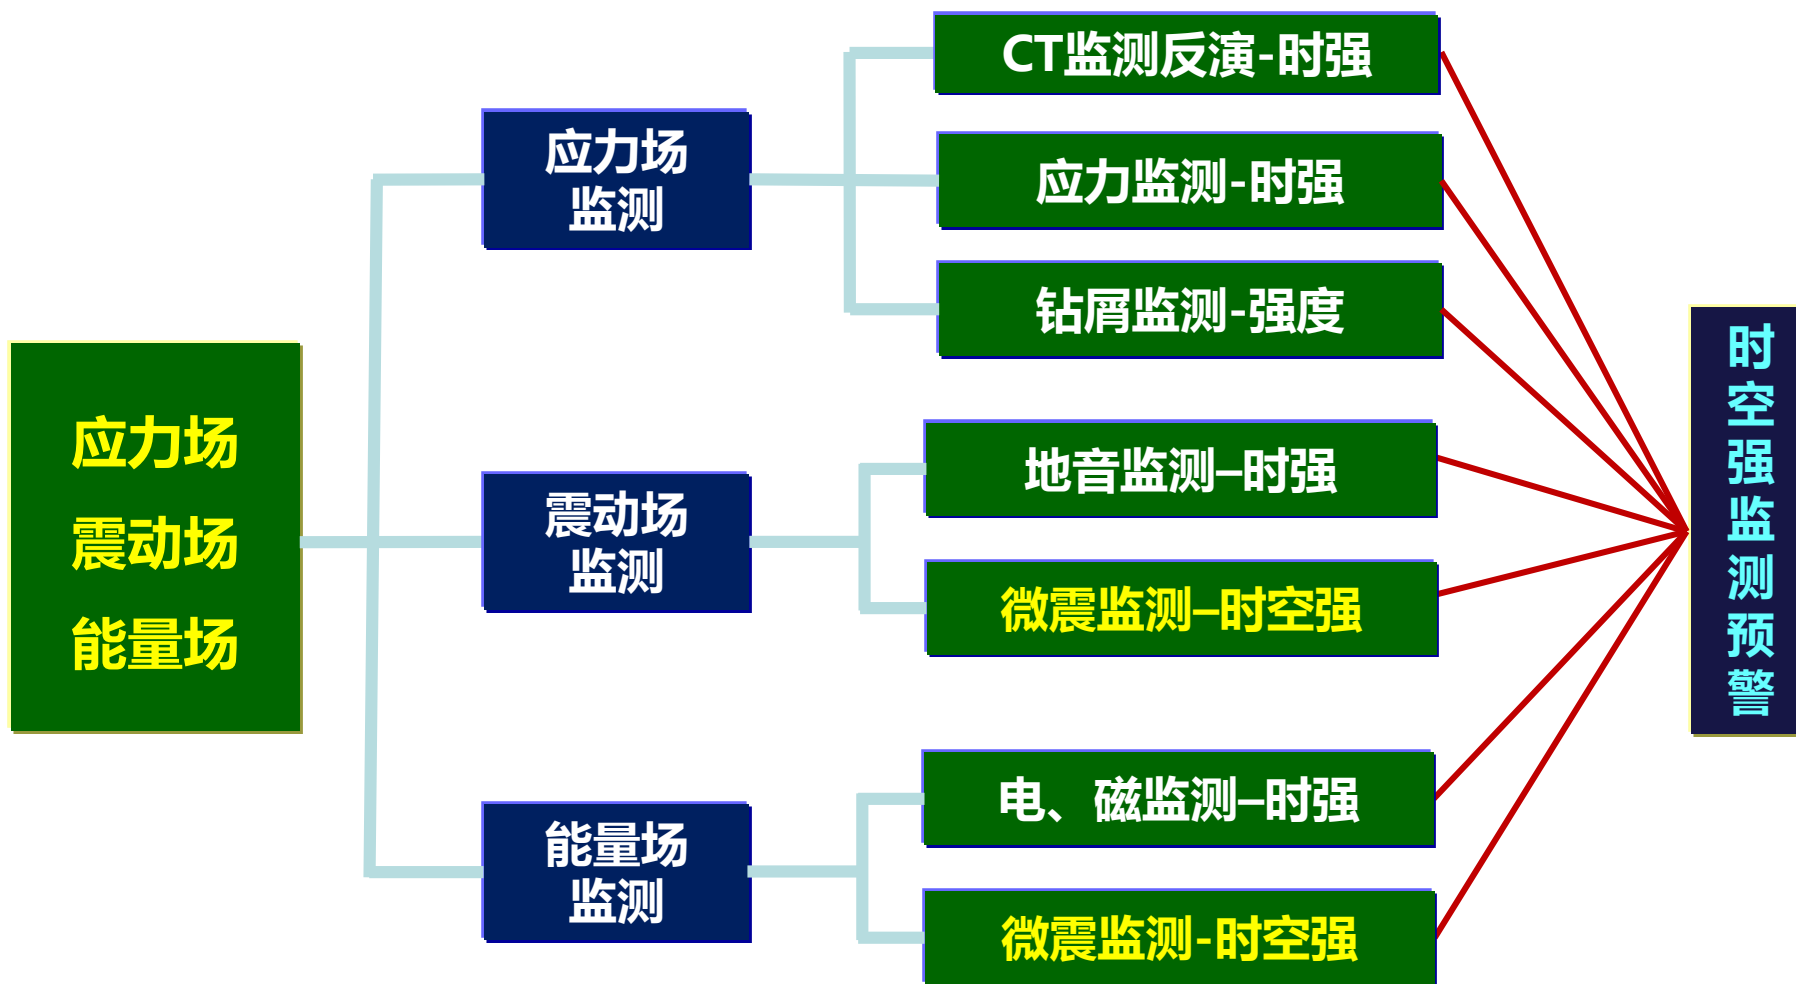 应力场
震动场
能量场
应力场
监测
震动场
监测
能量场
监测
CT监测反演-时强
应力监测-时强
钻屑监测-强度
地音监测–时强
微震监测–时空强
电、磁监测–时强
微震监测-时空强
时
空
强
监
测
预
警